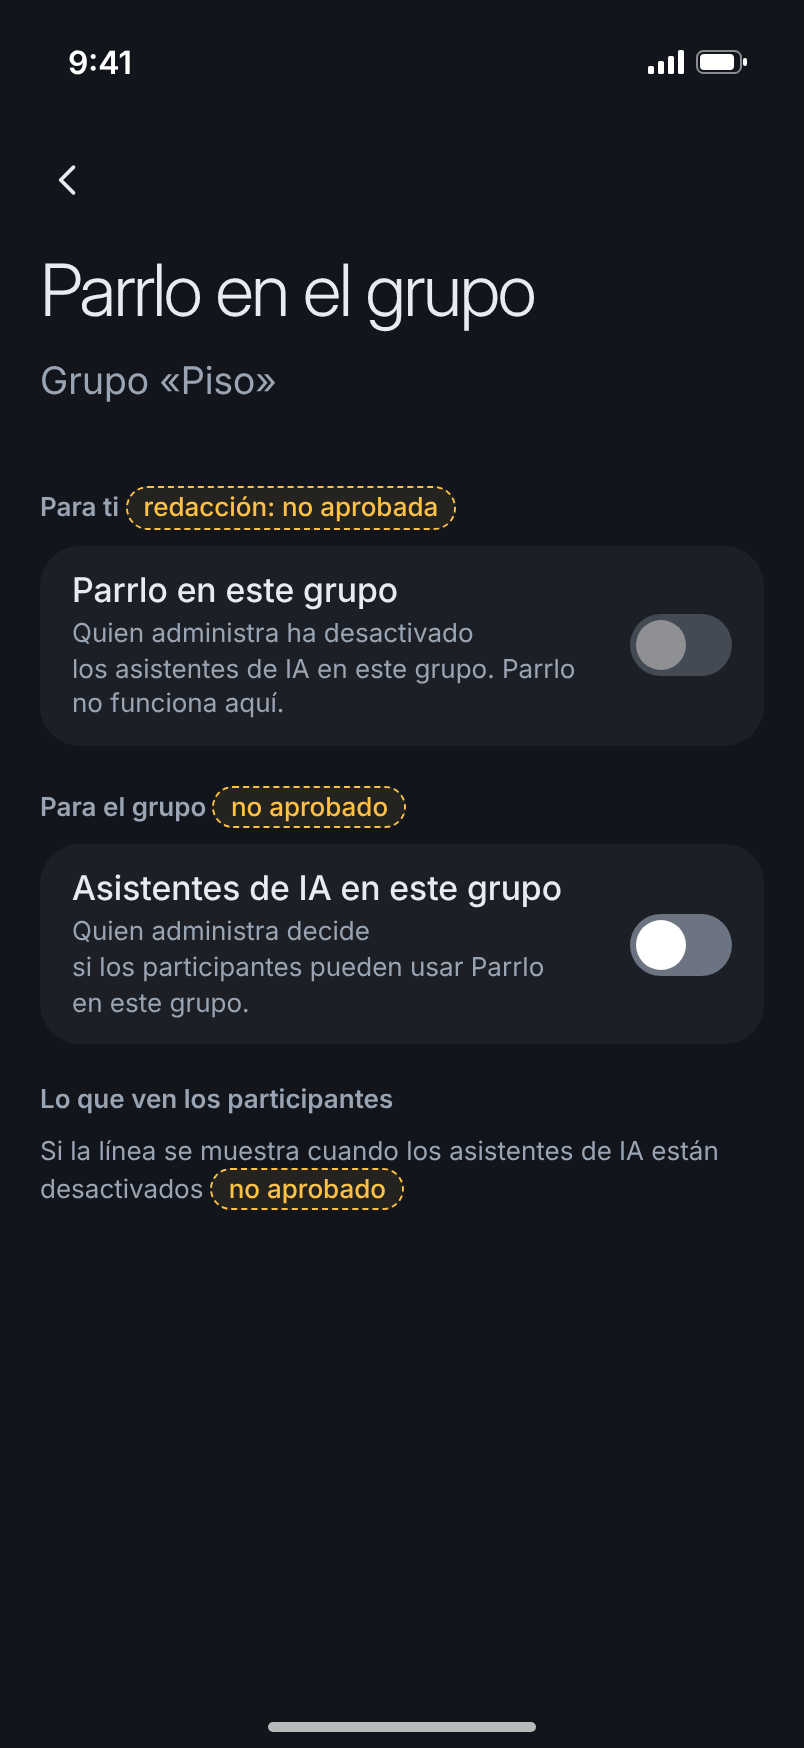 9:41
Parrlo en el grupo
Grupo «Piso»
Para ti redacción: no aprobada
Parrlo en este grupo
Quien administra ha desactivado
los asistentes de IA en este grupo. Parrlo
no funciona aquí.
Para el grupo no aprobado
Asistentes de IA en este grupo
Quien administra decide
si los participantes pueden usar Parrlo
en este grupo.
Lo que ven los participantes
Si la línea se muestra cuando los asistentes de IA están
desactivados no aprobado